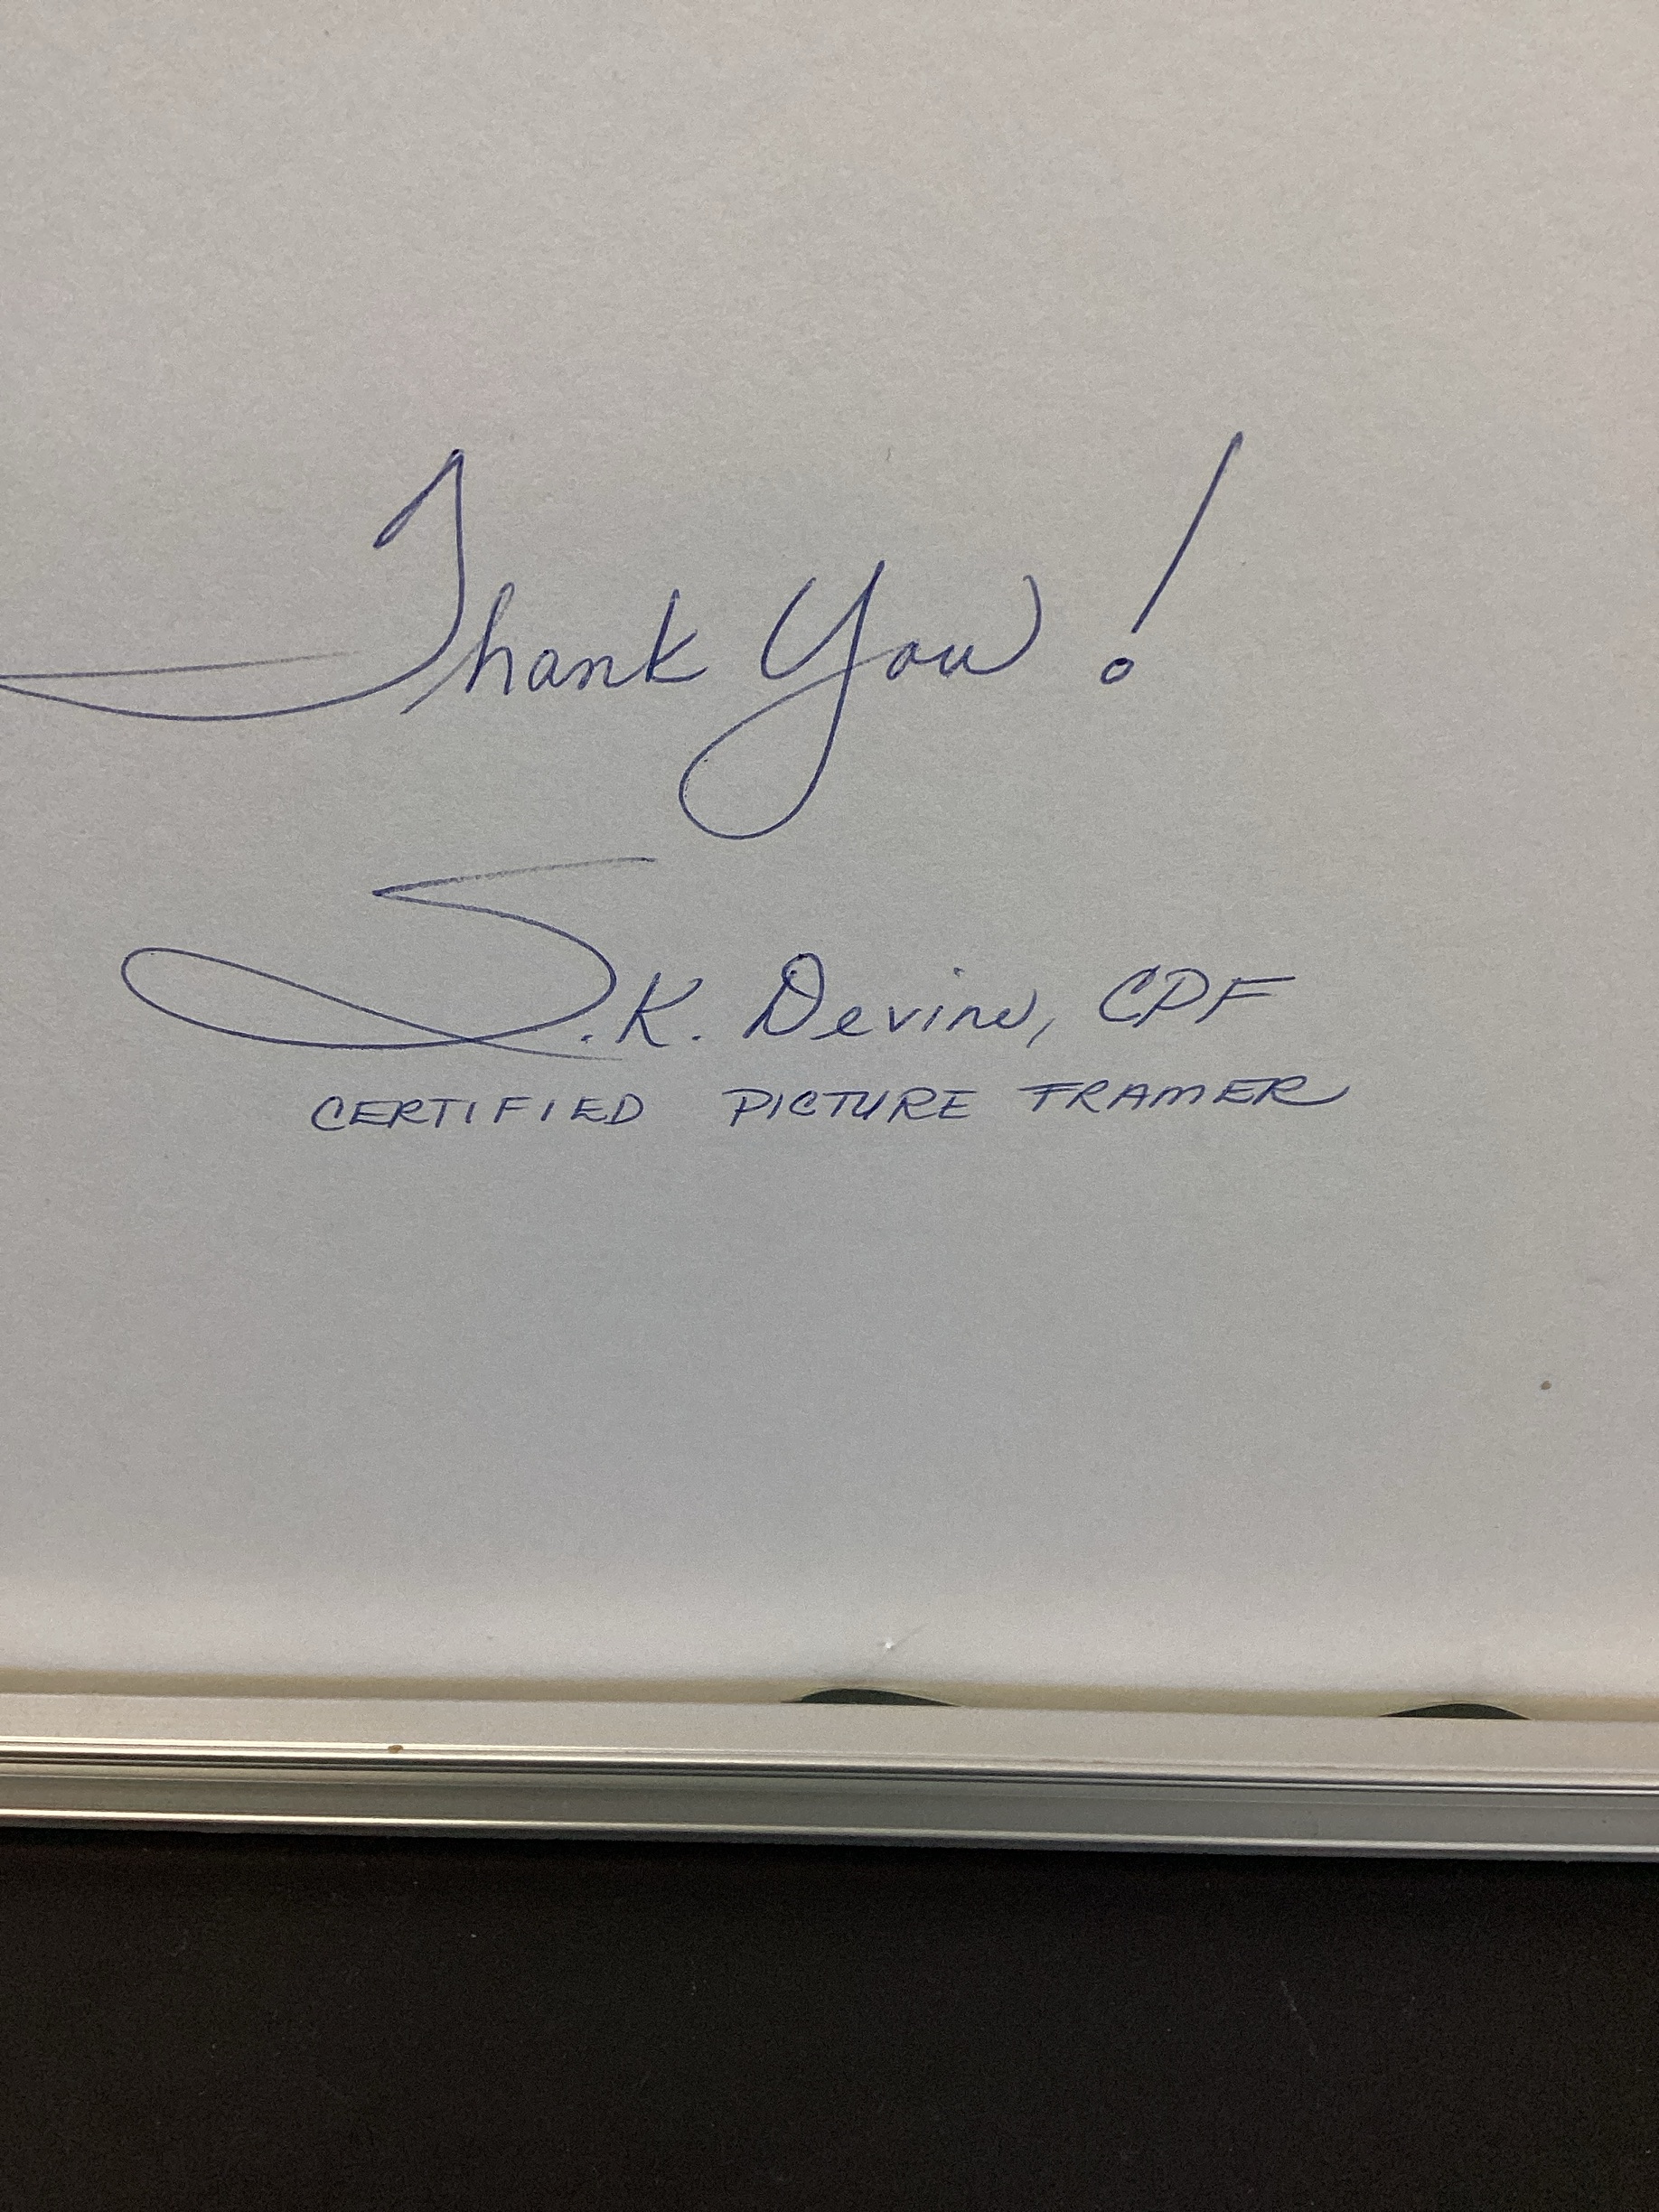 Thank You!
S.K. Devine, CPF
CERTIFIED PICTURE FRAMER